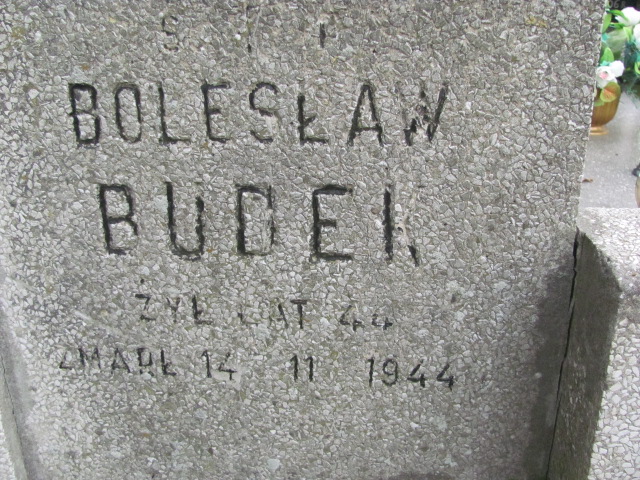 Ś P
BOLESŁAW
BUDEK
ŻYŁ LAT 44
ZMARŁ 14 11 1944